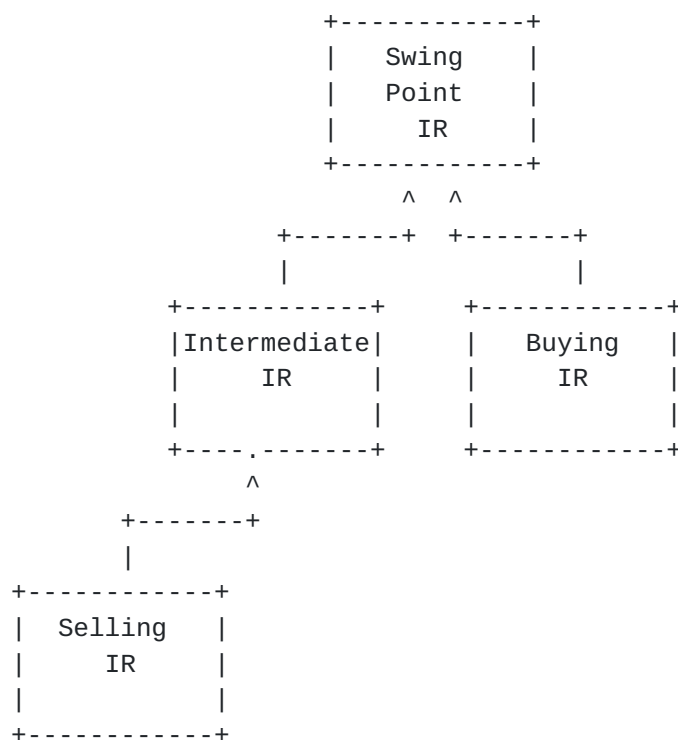 Swing
Point
IR
Intermediate
IR
Buying
IR
Selling
IR